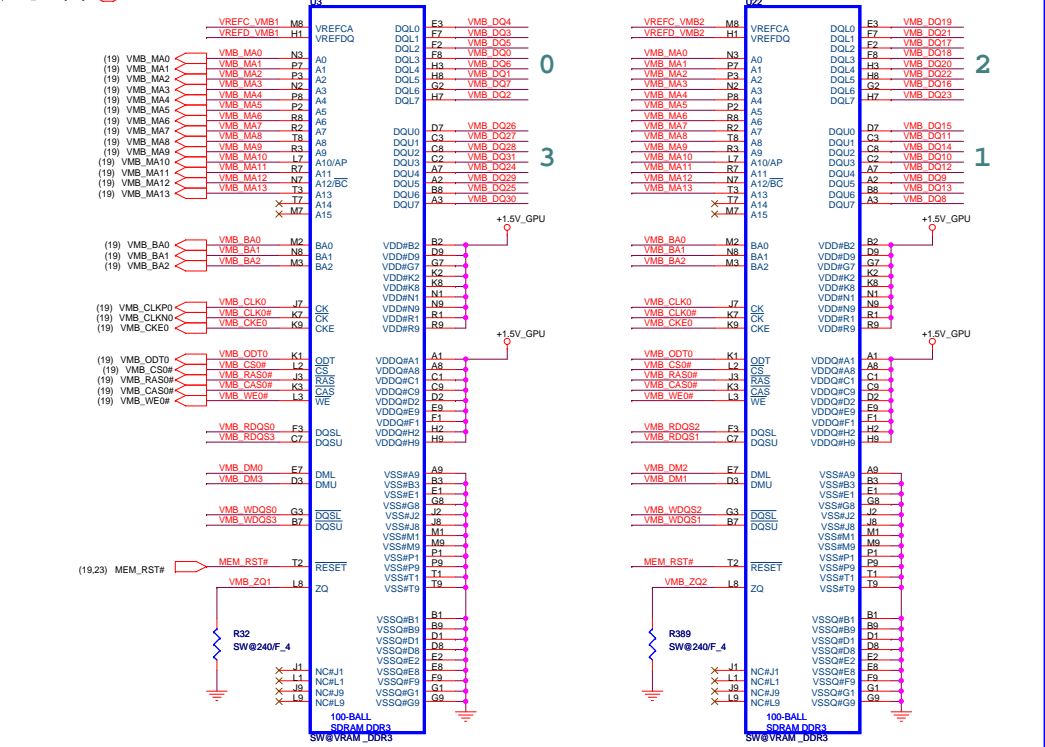 U3
VREFC_VMB1 M8 VREFCA DQL0 E3 VMB_DQ4
VREFD_VMB1 H1 VREFDQ DQL1 F7 VMB_DQ3
DQL2 F2 VMB_DQ5
(19) VMB_MA0 VMB_MA0 N3 A0 DQL3 F8 VMB_DQ0
(19) VMB_MA1 VMB_MA1 P7 A1 DQL4 H3 VMB_DQ6 0
(19) VMB_MA2 VMB_MA2 P3 A2 DQL5 H8 VMB_DQ1
(19) VMB_MA3 VMB_MA3 N2 A3 DQL6 G2 VMB_DQ7
(19) VMB_MA4 VMB_MA4 P8 A4 DQL7 H7 VMB_DQ2
(19) VMB_MA5 VMB_MA5 P2 A5
(19) VMB_MA6 VMB_MA6 R8 A6
(19) VMB_MA7 VMB_MA7 R2 A7 DQU0 D7 VMB_DQ26
(19) VMB_MA8 VMB_MA8 T8 A8 DQU1 C3 VMB_DQ27
(19) VMB_MA9 VMB_MA9 R3 A9 DQU2 C8 VMB_DQ28
(19) VMB_MA10 VMB_MA10 L7 A10/AP DQU3 C2 VMB_DQ31 3
(19) VMB_MA11 VMB_MA11 R7 A11 DQU4 A7 VMB_DQ24
(19) VMB_MA12 VMB_MA12 N7 A12/BC DQU5 A2 VMB_DQ29
(19) VMB_MA13 VMB_MA13 T3 A13 DQU6 B8 VMB_DQ25
T7 A14 DQU7 A3 VMB_DQ30
M7 A15
+1.5V_GPU
(19) VMB_BA0 VMB_BA0 M2 BA0 VDD#B2 B2
(19) VMB_BA1 VMB_BA1 N8 BA1 VDD#D9 D9
(19) VMB_BA2 VMB_BA2 M3 BA2 VDD#G7 G7
VDD#K2 K2
VDD#K8 K8
VDD#N1 N1
(19) VMB_CLKP0 VMB_CLK0 J7 CK VDD#N9 N9
(19) VMB_CLKN0 VMB_CLK0# K7 CK VDD#R1 R1
(19) VMB_CKE0 VMB_CKE0 K9 CKE VDD#R9 R9
+1.5V_GPU
(19) VMB_ODT0 VMB_ODT0 K1 ODT VDDQ#A1 A1
(19) VMB_CS0# VMB_CS0# L2 CS VDDQ#A8 A8
(19) VMB_RAS0# VMB_RAS0# J3 RAS VDDQ#C1 C1
(19) VMB_CAS0# VMB_CAS0# K3 CAS VDDQ#C9 C9
(19) VMB_WE0# VMB_WE0# L3 WE VDDQ#D2 D2
VDDQ#E9 E9
VDDQ#F1 F1
VMB_RDQS0 F3 DQSL VDDQ#H2 H2
VMB_RDQS3 C7 DQSU VDDQ#H9 H9
VMB_DM0 E7 DML VSS#A9 A9
VMB_DM3 D3 DMU VSS#B3 B3
VSS#E1 E1
VSS#G8 G8
VMB_WDQS0 G3 DQSL VSS#J2 J2
VMB_WDQS3 B7 DQSU VSS#J8 J8
VSS#M1 M1
VSS#M9 M9
VSS#P1 P1
(19,23) MEM_RST# MEM_RST# T2 RESET VSS#P9 P9
VSS#T1 T1
VMB_ZQ1 L8 ZQ VSS#T9 T9
R32
SW@240/F_4
VSSQ#B1 B1
VSSQ#B9 B9
VSSQ#D1 D1
VSSQ#D8 D8
VSSQ#E2 E2
J1 NC#J1 VSSQ#E8 E8
L1 NC#L1 VSSQ#F9 F9
J9 NC#J9 VSSQ#G1 G1
L9 NC#L9 VSSQ#G9 G9
100-BALL
SDRAM DDR3
SW@VRAM _DDR3
U22
VREFC_VMB2 M8 VREFCA DQL0 E3 VMB_DQ19
VREFD_VMB2 H1 VREFDQ DQL1 F7 VMB_DQ21
DQL2 F2 VMB_DQ17
VMB_MA0 N3 A0 DQL3 F8 VMB_DQ18
VMB_MA1 P7 A1 DQL4 H3 VMB_DQ20 2
VMB_MA2 P3 A2 DQL5 H8 VMB_DQ22
VMB_MA3 N2 A3 DQL6 G2 VMB_DQ16
VMB_MA4 P8 A4 DQL7 H7 VMB_DQ23
VMB_MA5 P2 A5
VMB_MA6 R8 A6
VMB_MA7 R2 A7 DQU0 D7 VMB_DQ15
VMB_MA8 T8 A8 DQU1 C3 VMB_DQ11
VMB_MA9 R3 A9 DQU2 C8 VMB_DQ14
VMB_MA10 L7 A10/AP DQU3 C2 VMB_DQ10 1
VMB_MA11 R7 A11 DQU4 A7 VMB_DQ12
VMB_MA12 N7 A12/BC DQU5 A2 VMB_DQ9
VMB_MA13 T3 A13 DQU6 B8 VMB_DQ13
T7 A14 DQU7 A3 VMB_DQ8
M7 A15
+1.5V_GPU
VMB_BA0 M2 BA0 VDD#B2 B2
VMB_BA1 N8 BA1 VDD#D9 D9
VMB_BA2 M3 BA2 VDD#G7 G7
VDD#K2 K2
VDD#K8 K8
VDD#N1 N1
VMB_CLK0 J7 CK VDD#N9 N9
VMB_CLK0# K7 CK VDD#R1 R1
VMB_CKE0 K9 CKE VDD#R9 R9
+1.5V_GPU
VMB_ODT0 K1 ODT VDDQ#A1 A1
VMB_CS0# L2 CS VDDQ#A8 A8
VMB_RAS0# J3 RAS VDDQ#C1 C1
VMB_CAS0# K3 CAS VDDQ#C9 C9
VMB_WE0# L3 WE VDDQ#D2 D2
VDDQ#E9 E9
VDDQ#F1 F1
VMB_RDQS2 F3 DQSL VDDQ#H2 H2
VMB_RDQS1 C7 DQSU VDDQ#H9 H9
VMB_DM2 E7 DML VSS#A9 A9
VMB_DM1 D3 DMU VSS#B3 B3
VSS#E1 E1
VSS#G8 G8
VMB_WDQS2 G3 DQSL VSS#J2 J2
VMB_WDQS1 B7 DQSU VSS#J8 J8
VSS#M1 M1
VSS#M9 M9
VSS#P1 P1
MEM_RST# T2 RESET VSS#P9 P9
VSS#T1 T1
VMB_ZQ2 L8 ZQ VSS#T9 T9
R389
SW@240/F_4
VSSQ#B1 B1
VSSQ#B9 B9
VSSQ#D1 D1
VSSQ#D8 D8
VSSQ#E2 E2
J1 NC#J1 VSSQ#E8 E8
L1 NC#L1 VSSQ#F9 F9
J9 NC#J9 VSSQ#G1 G1
L9 NC#L9 VSSQ#G9 G9
100-BALL
SDRAM DDR3
SW@VRAM _DDR3